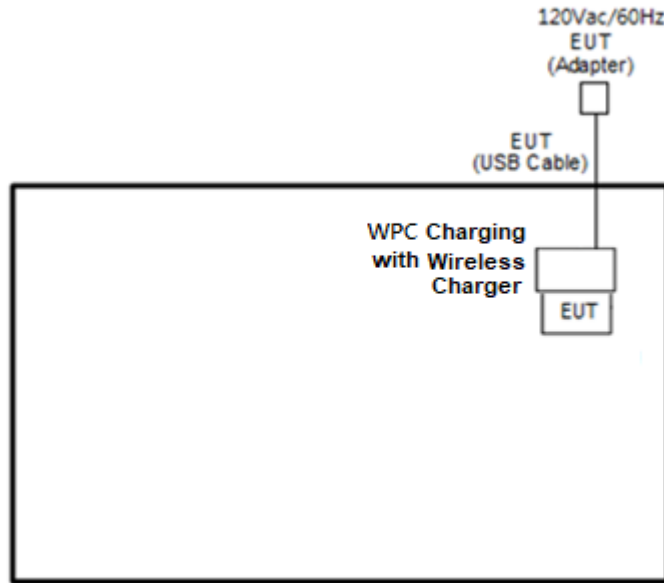 120Vac/60Hz
EUT
(Adapter)
EUT
(USB Cable)
WPC Charging
with Wireless
Charger
EUT